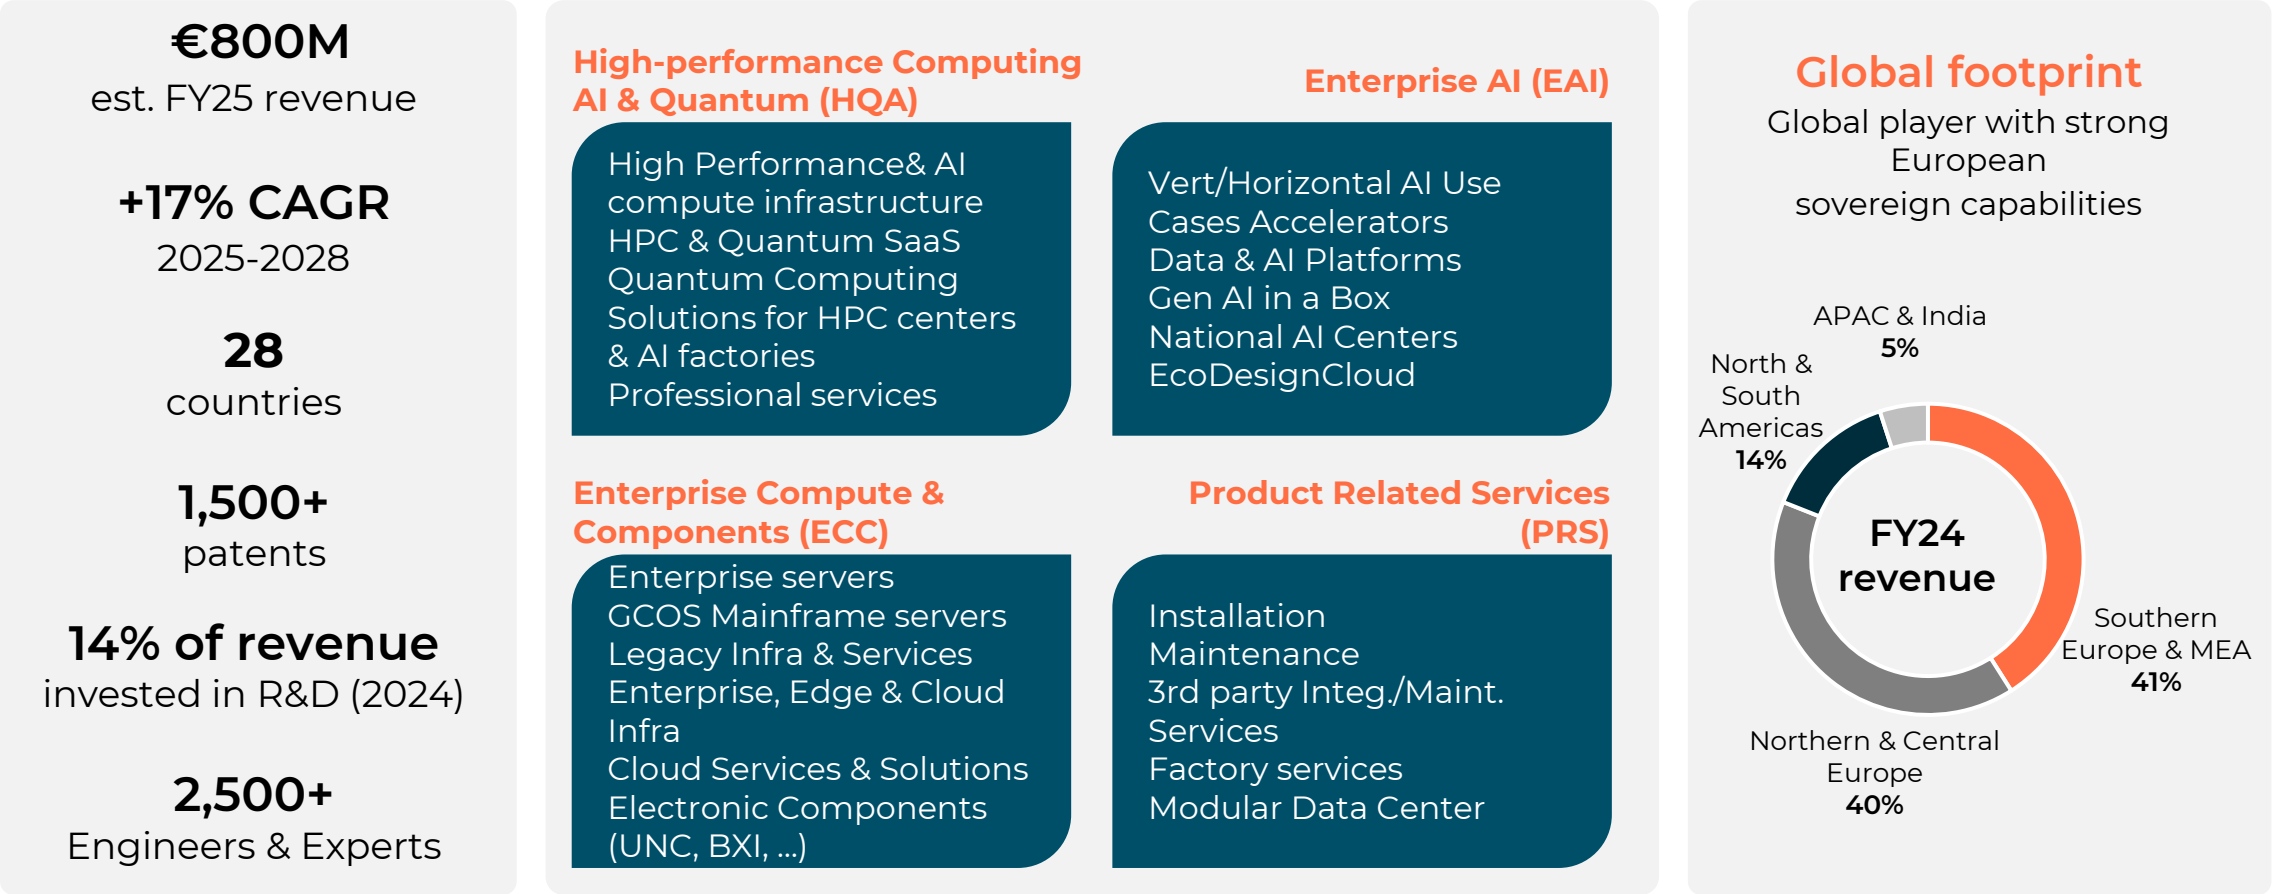 €800M
est. FY25 revenue
+17% CAGR
2025-2028
28
countries
1,500+
patents
14% of revenue
invested in R&D (2024)
2,500+
Engineers & Experts
High-performance Computing
AI & Quantum (HQA)
High Performance& AI
compute infrastructure
HPC & Quantum SaaS
Quantum Computing
Solutions for HPC centers
& AI factories
Professional services
Enterprise AI (EAI)
Vert/Horizontal AI Use
Cases Accelerators
Data & AI Platforms
Gen AI in a Box
National AI Centers
EcoDesignCloud
Enterprise Compute &
Components (ECC)
Enterprise servers
GCOS Mainframe servers
Legacy Infra & Services
Enterprise, Edge & Cloud
Infra
Cloud Services & Solutions
Electronic Components
(UNC, BXI, ...)
Product Related Services
(PRS)
Installation
Maintenance
3rd party Integ./Maint.
Services
Factory services
Modular Data Center
Global footprint
Global player with strong
European
sovereign capabilities
APAC & India
5%
North &
South
Americas
14%
FY24
revenue
Southern
Europe & MEA
41%
Northern & Central
Europe
40%